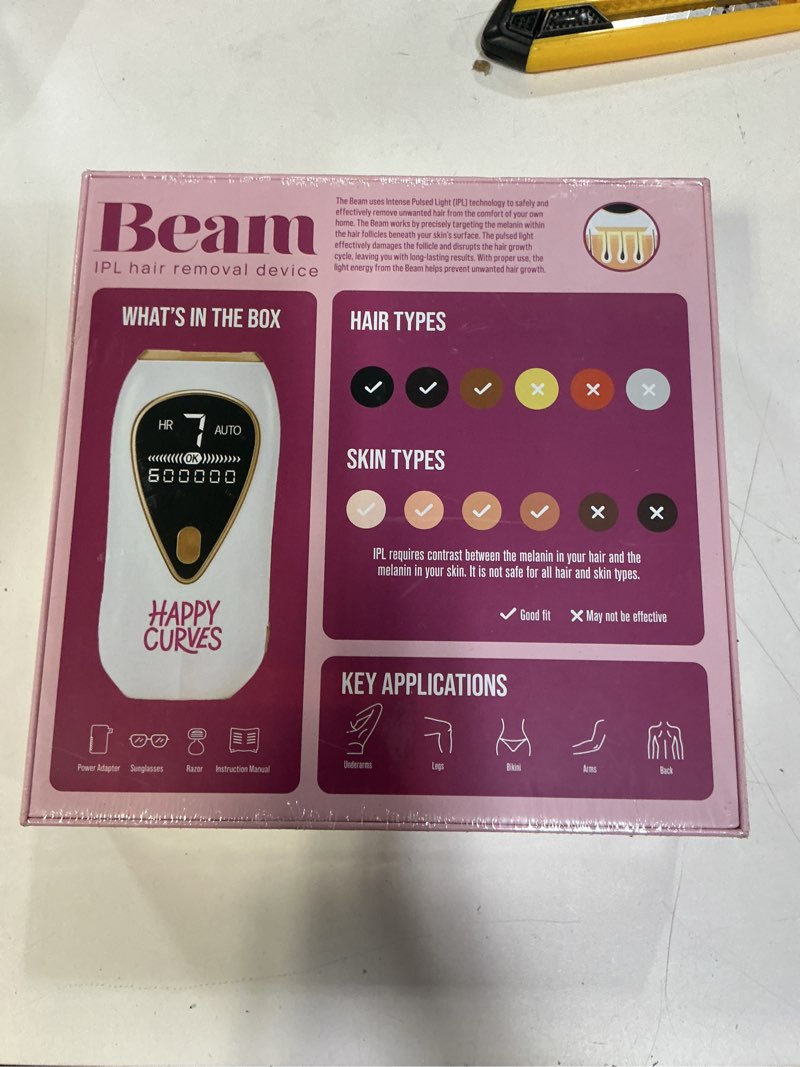 Beam
IPL hair removal device
The Beam uses Intense Pulsed Light (IPL) technology to safely and
effectively remove unwanted hair from the comfort of your own
home. The Beam works by precisely targeting the melanin within
the hair follicles beneath your skin's surface. The pulsed light
effectively damages the follicle and disrupts the hair growth
cycle, leaving you with long-lasting results. With proper use, the
light energy from the Beam helps prevent unwanted hair growth.
WHAT'S IN THE BOX
HR 7 AUTO
OK
600000
HAPPY
CURVES
Power Adapter Sunglasses Razor Instruction Manual
HAIR TYPES
SKIN TYPES
IPL requires contrast between the melanin in your hair and the
melanin in your skin. It is not safe for all hair and skin types.
Good fit May not be effective
KEY APPLICATIONS
Underarms Legs Bikini Arms Back